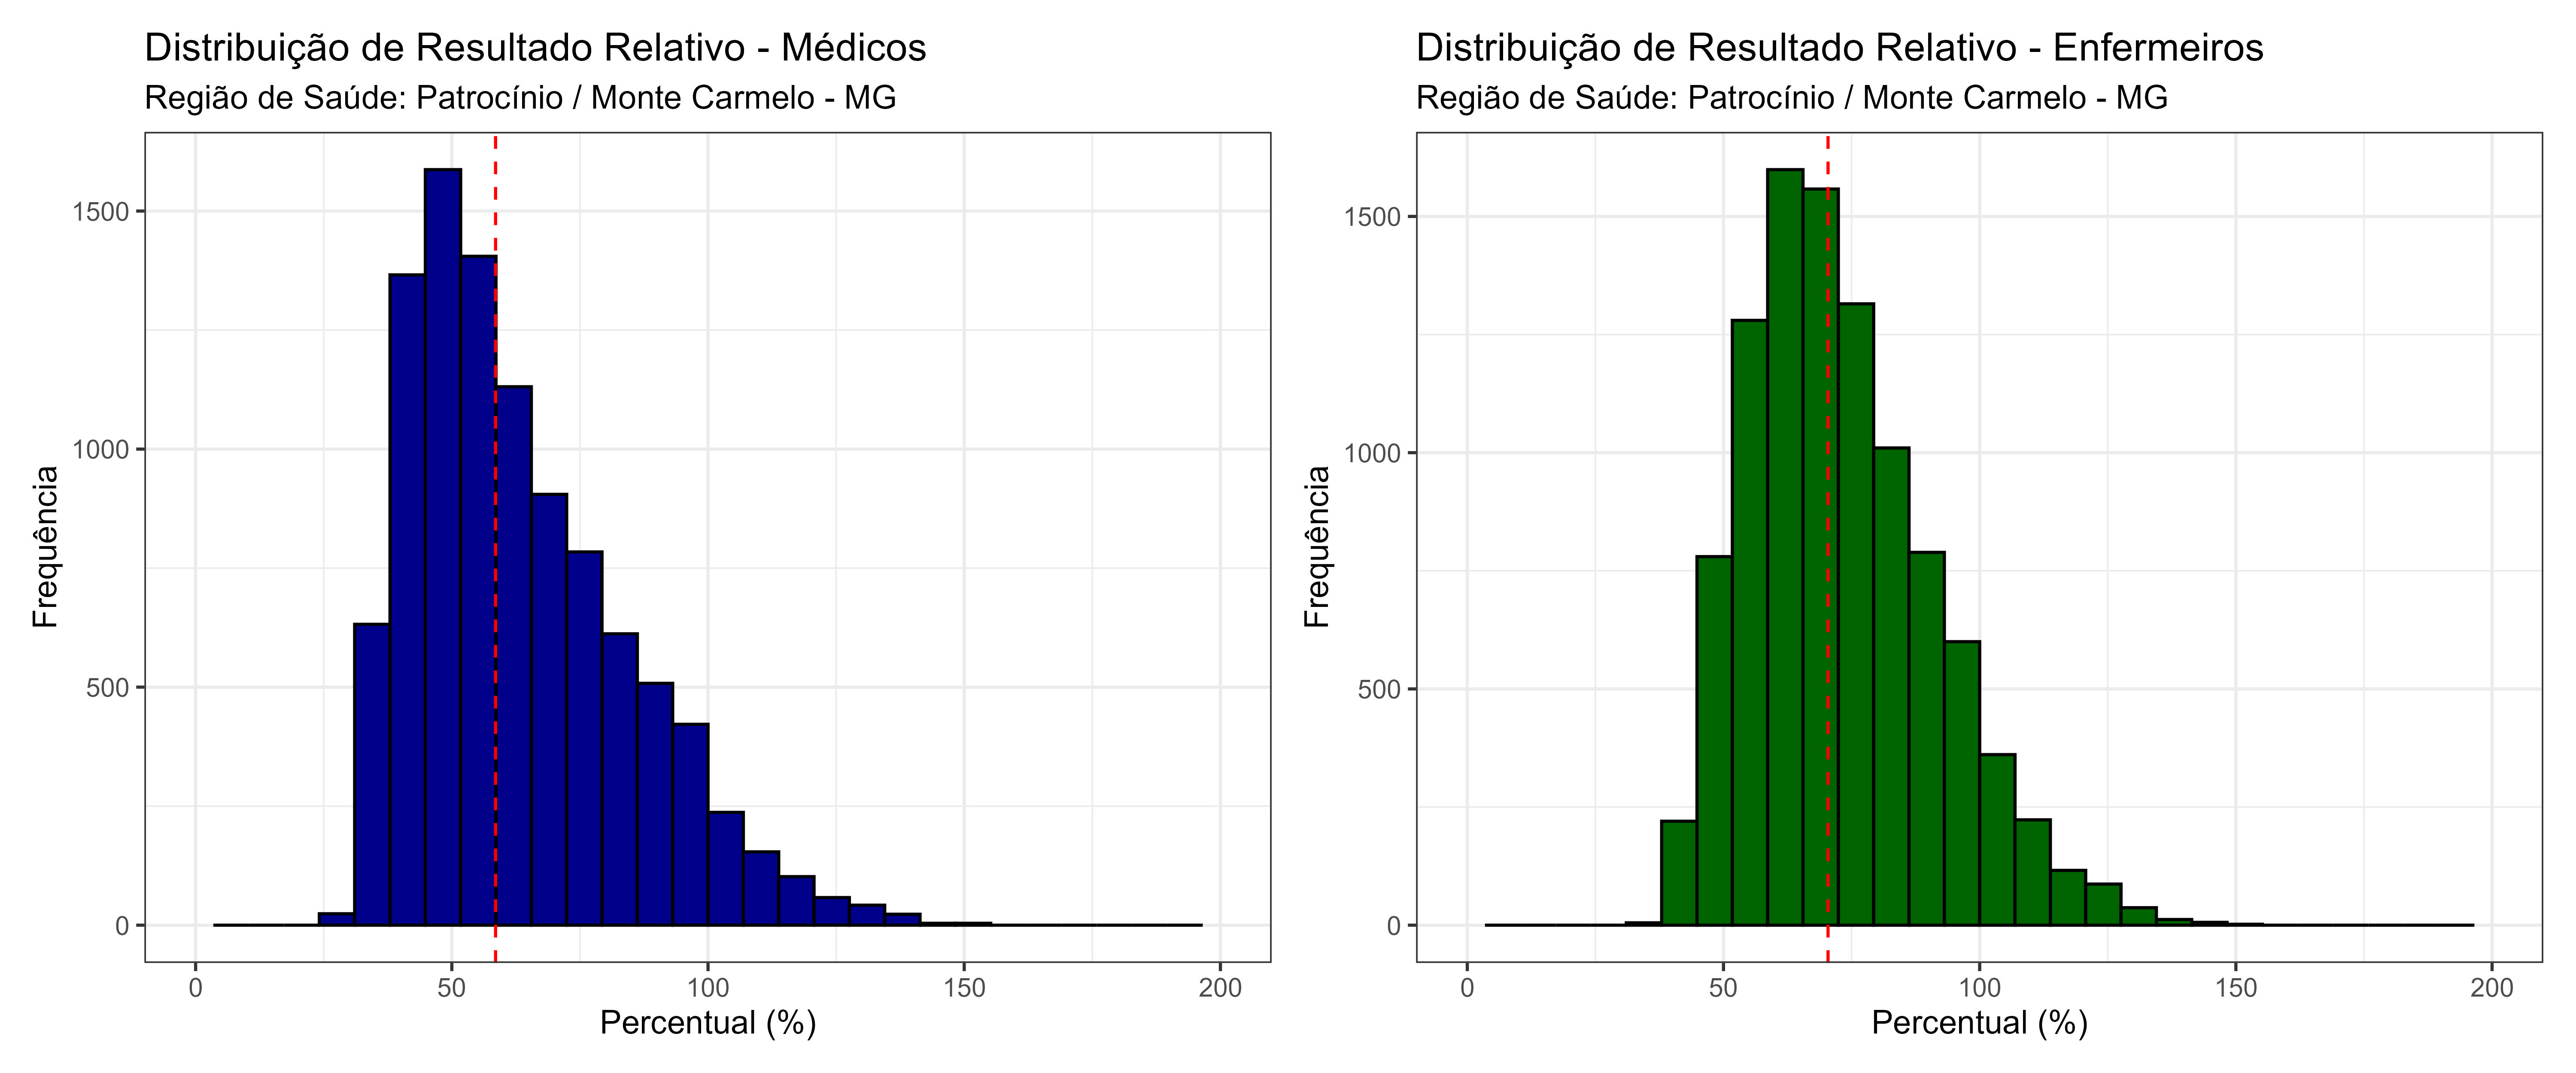 Distribuição de Resultado Relativo - Médicos
Região de Saúde: Patrocínio / Monte Carmelo - MG
1500
1000
500
0
Frequência
0 50 100 150 200
Percentual (%)
Distribuição de Resultado Relativo - Enfermeiros
Região de Saúde: Patrocínio / Monte Carmelo - MG
1500
1000
500
0
Frequência
0 50 100 150 200
Percentual (%)